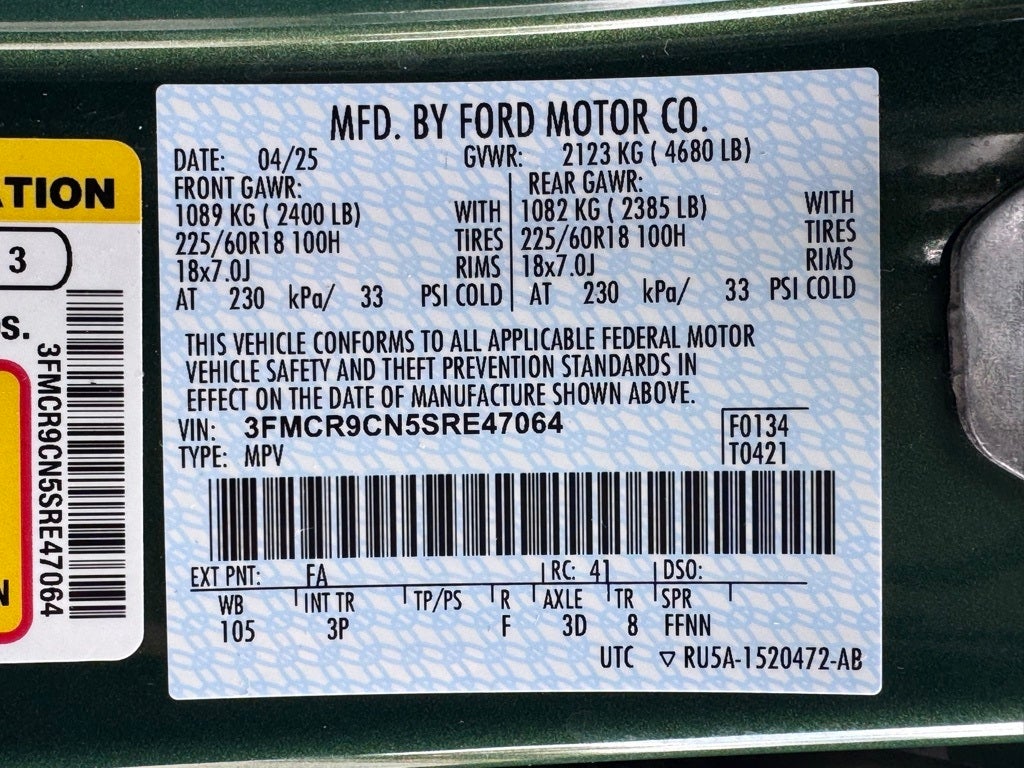 MFD. BY FORD MOTOR CO.
DATE: 04/25 GVWR: 2123 KG ( 4680 LB)
FRONT GAWR: REAR GAWR:
1089 KG ( 2400 LB) WITH 1082 KG ( 2385 LB) WITH
225/60R18 100H TIRES 225/60R18 100H TIRES
18x7.0J RIMS 18x7.0J RIMS
AT 230 kPa/ 33 PSI COLD AT 230 kPa/ 33 PSI COLD
THIS VEHICLE CONFORMS TO ALL APPLICABLE FEDERAL MOTOR
VEHICLE SAFETY AND THEFT PREVENTION STANDARDS IN
EFFECT ON THE DATE OF MANUFACTURE SHOWN ABOVE.
VIN: 3FMCR9CN5SRE47064 F0134
TYPE: MPV T0421
EXT PNT: FA RC: 41 DSO:
WB INT TR TP/PS R AXLE TR SPR
105 3P F 3D 8 FFNN
UTC ▽ RU5A-1520472-AB
3
3FMCR9CN5SRE47064